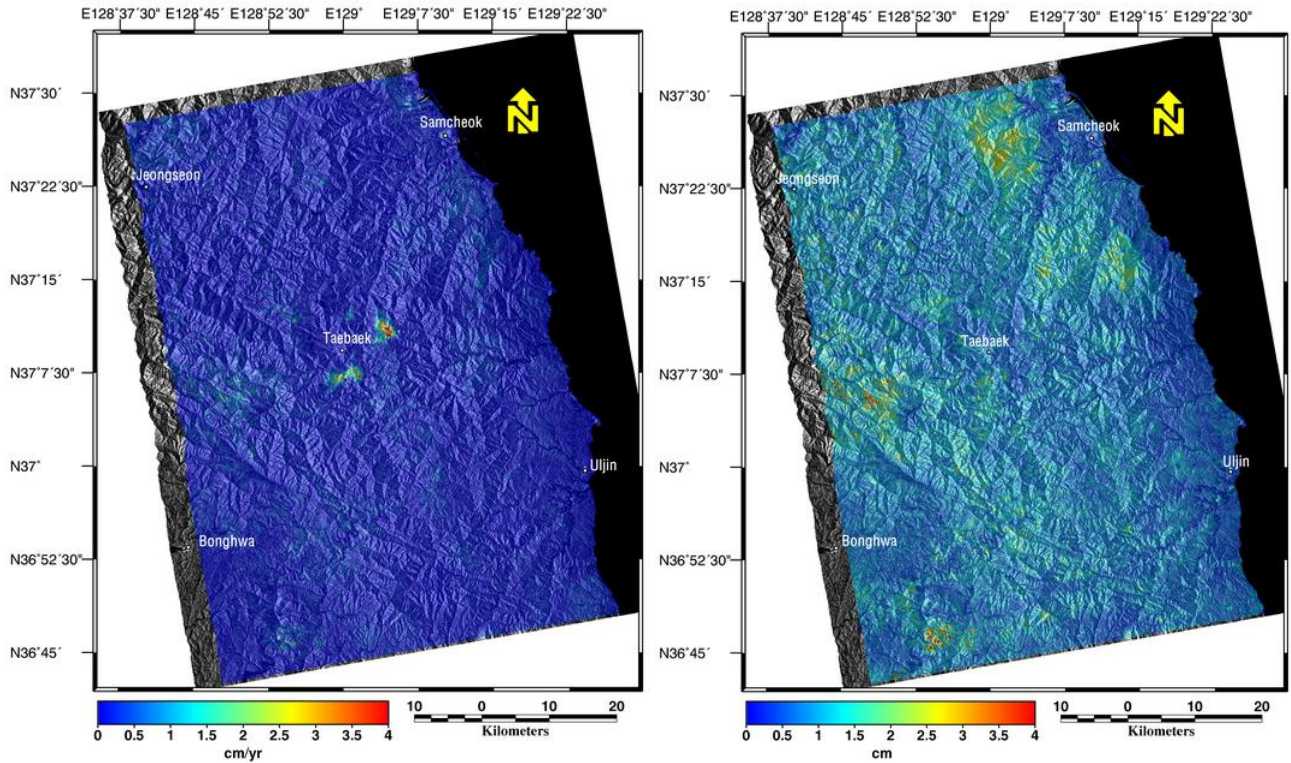 E128°37´30" E128°45´ E128°52´30" E129° E129°7´30" E129°15´ E129°22´30"
N37°30´
N37°22´30"
N37°15´
N37°7´30"
N37°
N36°52´30"
N36°45´
N
Samcheok
Jeongseon
Taebaek
Uljin
Bonghwa
0 0.5 1 1.5 2 2.5 3 3.5 4
cm/yr
10 0 10 20
Kilometers
E128°37´30" E128°45´ E128°52´30" E129° E129°7´30" E129°15´ E129°22´30"
N37°30´
N37°22´30"
N37°15´
N37°7´30"
N37°
N36°52´30"
N36°45´
N
Samcheok
Jeongseon
Taebaek
Uljin
Bonghwa
0 0.5 1 1.5 2 2.5 3 3.5 4
cm
10 0 10 20
Kilometers